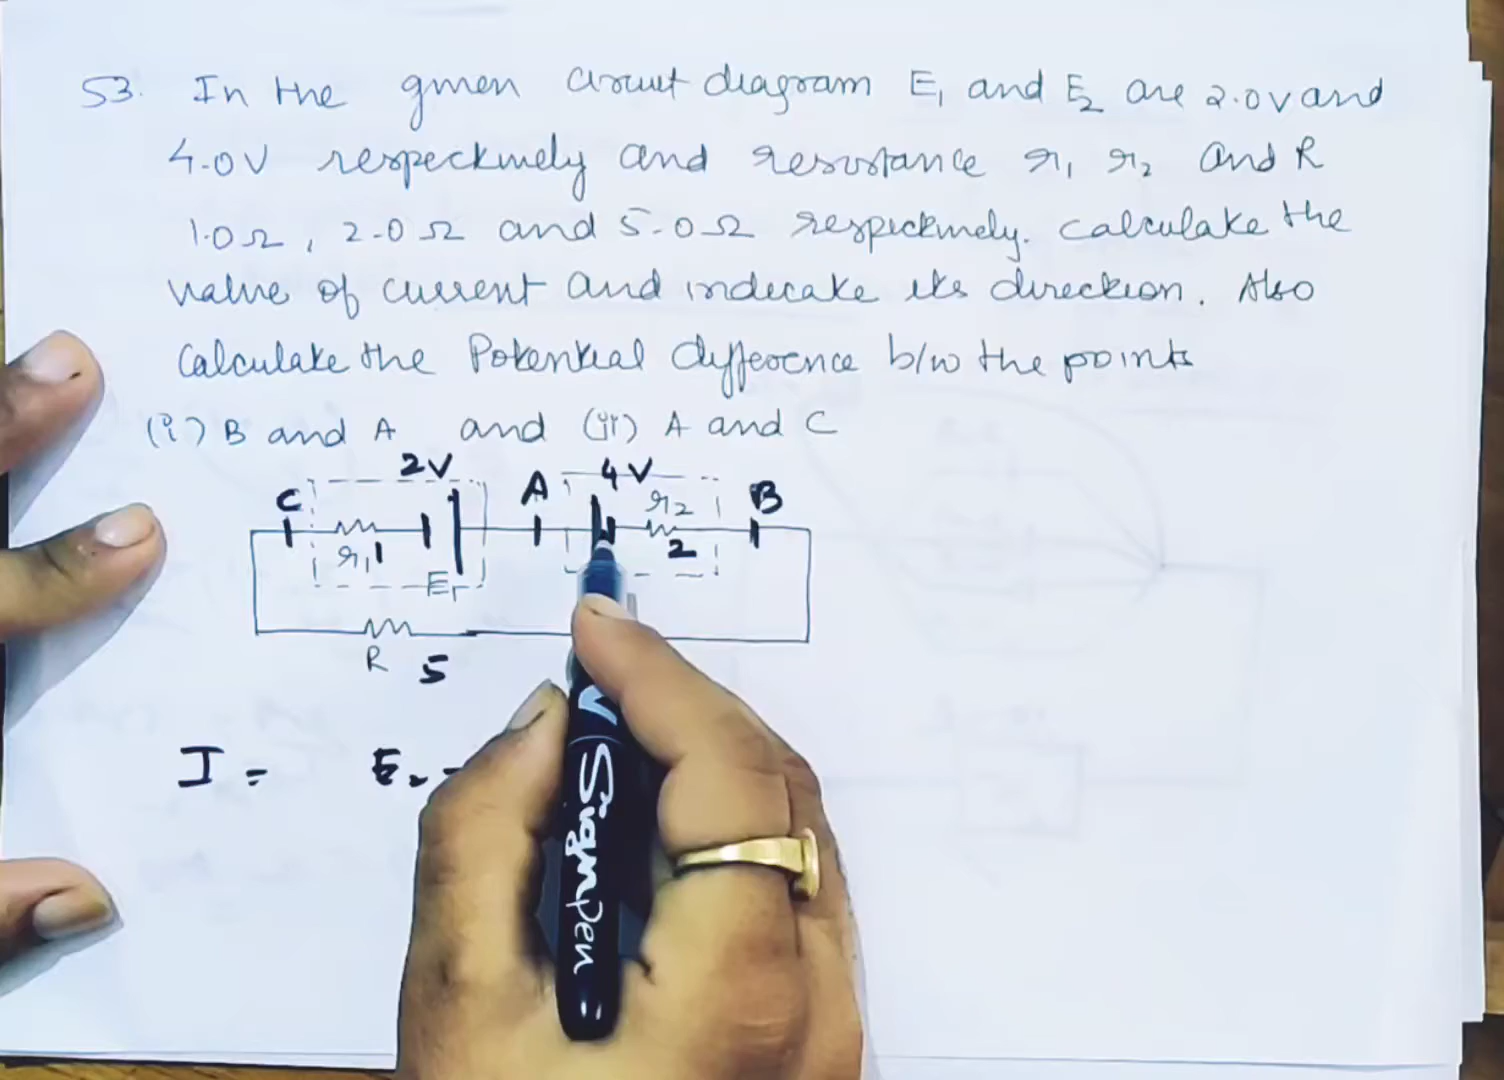 53. In the given circuit diagram E₁ and E₂ are 2.0V and
4.0V respectively and resistance r₁ r₂ and R
1.0Ω, 2.0Ω and 5.0Ω respectively. Calculate the
value of current and indicate its direction. Also
Calculate the Potential difference b/w the points
(i) B and A and (ii) A and C
2V 4V
C A r₂ B
r₁ 1 2
E₁
R 5
I = E₂ -
SignPen